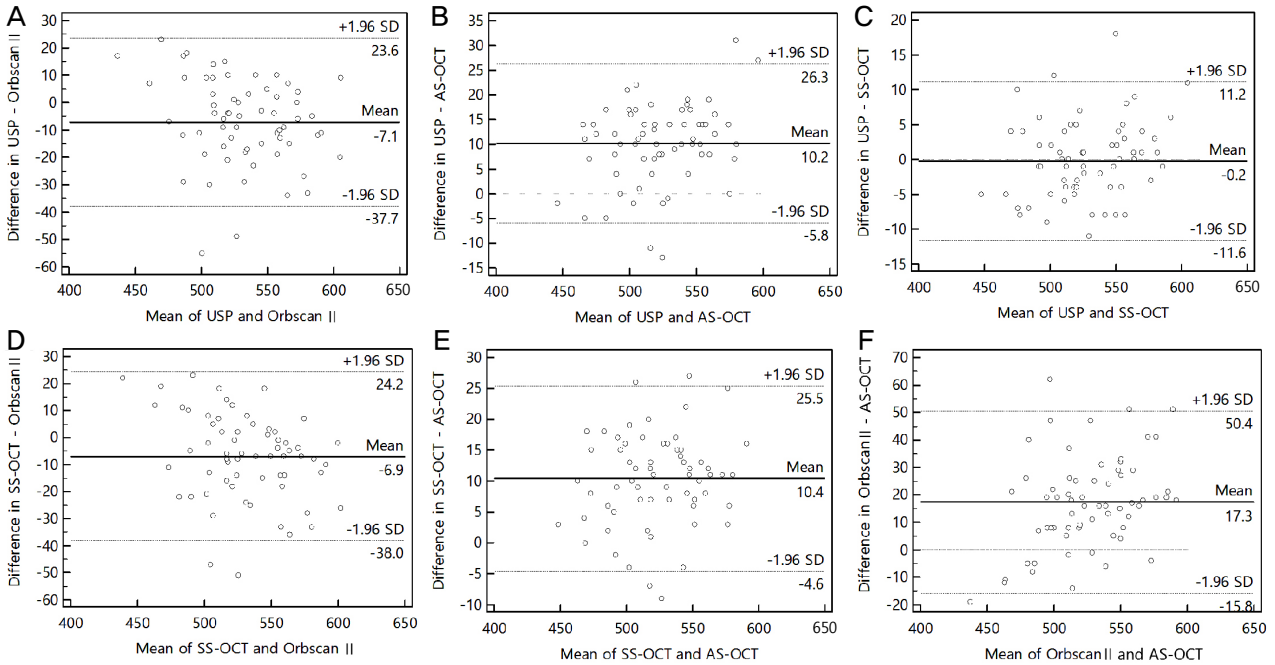 A
Difference in USP - Orbscan II
30
20
10
0
-10
-20
-30
-40
-50
-60
+1.96 SD
23.6
Mean
-7.1
-1.96 SD
-37.7
400 450 500 550 600 650
Mean of USP and Orbscan II
B
Difference in USP - AS-OCT
35
30
25
20
15
10
5
0
-5
-10
-15
+1.96 SD
26.3
Mean
10.2
-1.96 SD
-5.8
400 450 500 550 600 650
Mean of USP and AS-OCT
C
Difference in USP - SS-OCT
20
15
10
5
0
-5
-10
-15
+1.96 SD
11.2
Mean
-0.2
-1.96 SD
-11.6
400 450 500 550 600 650
Mean of USP and SS-OCT
D
Difference in SS-OCT - Orbscan II
30
20
10
0
-10
-20
-30
-40
-50
-60
+1.96 SD
24.2
Mean
-6.9
-1.96 SD
-38.0
400 450 500 550 600 650
Mean of SS-OCT and Orbscan II
E
Difference in SS-OCT - AS-OCT
30
25
20
15
10
5
0
-5
-10
+1.96 SD
25.5
Mean
10.4
-1.96 SD
-4.6
400 450 500 550 600 650
Mean of SS-OCT and AS-OCT
F
Difference in Orbscan II - AS-OCT
70
60
50
40
30
20
10
0
-10
-20
+1.96 SD
50.4
Mean
17.3
-1.96 SD
-15.8
400 450 500 550 600 650
Mean of Orbscan II and AS-OCT